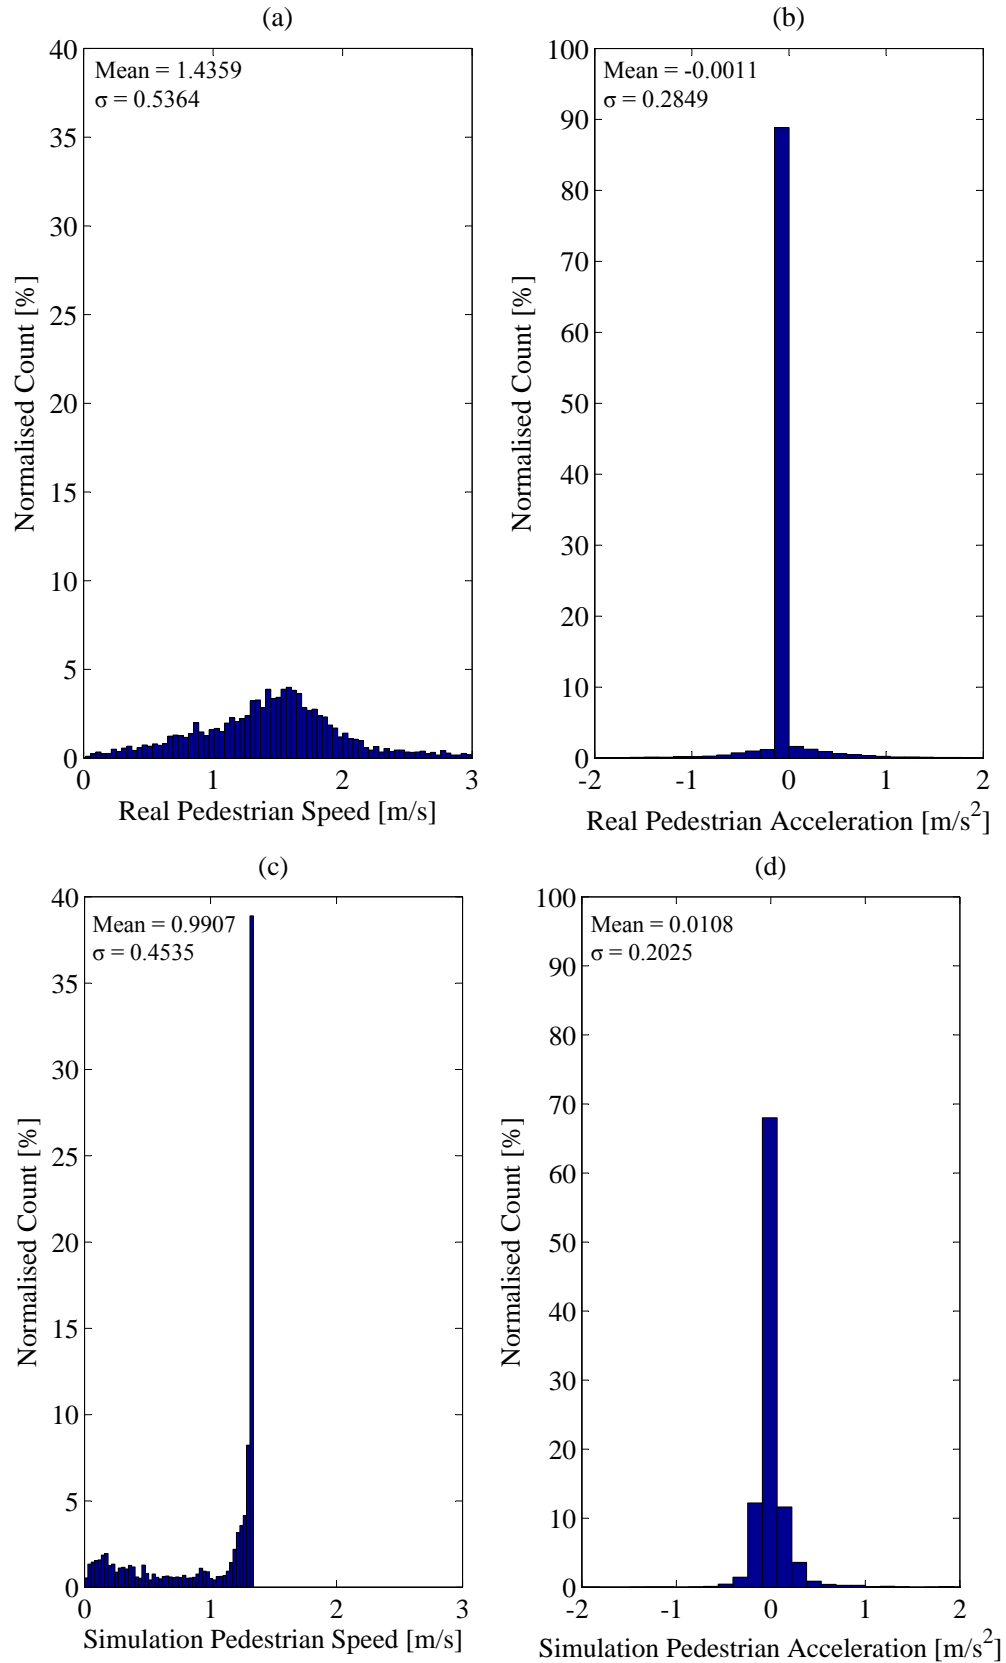 (a)
Mean = 1.4359
σ = 0.5364
40
35
30
25
20
15
10
5
0
0 1 2 3
Normalised Count [%]
Real Pedestrian Speed [m/s]
(b)
Mean = -0.0011
σ = 0.2849
100
90
80
70
60
50
40
30
20
10
0
-2 -1 0 1 2
Normalised Count [%]
Real Pedestrian Acceleration [m/s²]
(c)
Mean = 0.9907
σ = 0.4535
40
35
30
25
20
15
10
5
0
0 1 2 3
Normalised Count [%]
Simulation Pedestrian Speed [m/s]
(d)
Mean = 0.0108
σ = 0.2025
100
90
80
70
60
50
40
30
20
10
0
-2 -1 0 1 2
Normalised Count [%]
Simulation Pedestrian Acceleration [m/s²]